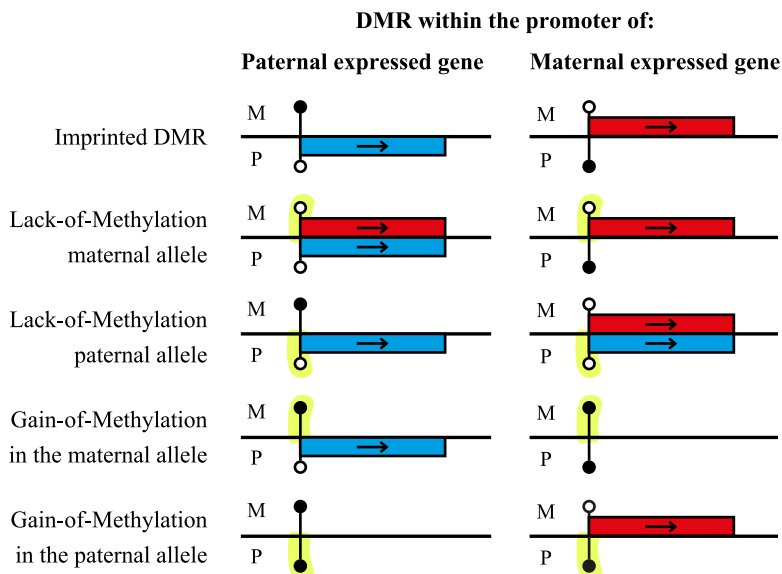 DMR within the promoter of:
Paternal expressed gene
Maternal expressed gene
Imprinted DMR
M
P
M
P
Lack-of-Methylation
maternal allele
M
P
M
P
Lack-of-Methylation
paternal allele
M
P
M
P
Gain-of-Methylation
in the maternal allele
M
P
M
P
Gain-of-Methylation
in the paternal allele
M
P
M
P